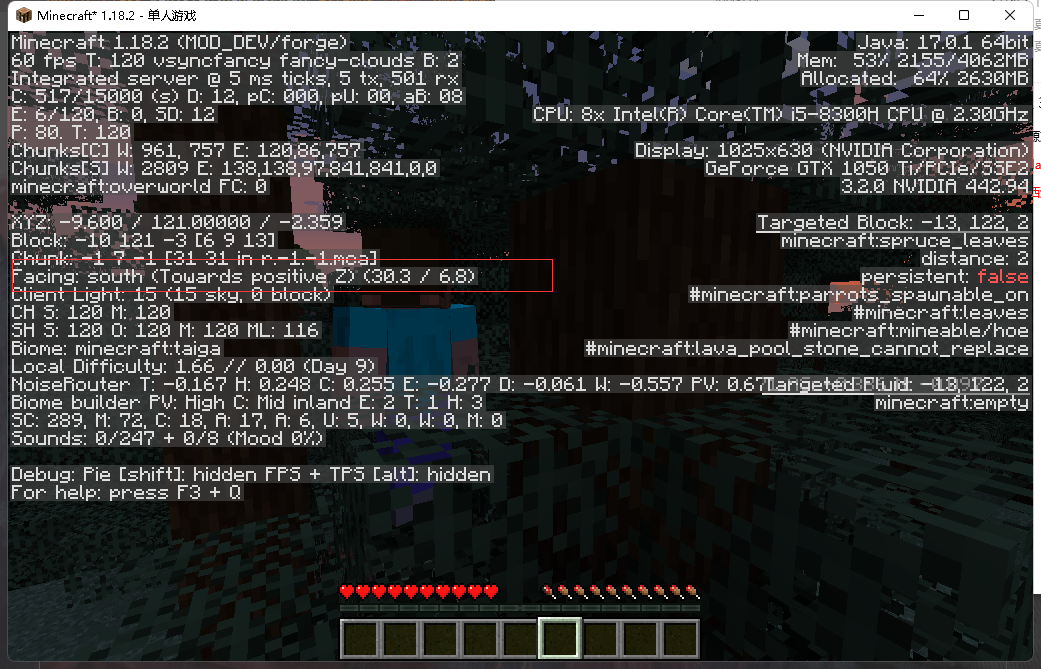 Minecraft* 1.18.2 - 单人游戏
Minecraft 1.18.2 (MOD_DEV/forge)
60 fps T: 120 vsyncfancy fancy-clouds B: 2
Integrated server @ 5 ms ticks, 5 tx, 501 rx
C: 517/15000 (s) D: 12, pC: 000, pU: 00, aB: 08
E: 6/120, B: 0, SD: 12
P: 80. T: 120
Chunks[C] W: 961, 757 E: 120,86,757
Chunks[S] W: 2809 E: 138,138,97,841,841,0,0
minecraft:overworld FC: 0
XYZ: -9.600 / 121.00000 / -2.359
Block: -10 121 -3 [6 9 13]
Chunk: -1 7 -1 [31 31 in r.-1.-1.mca]
Facing: south (Towards positive Z) (30.3 / 6.8)
Client Light: 15 (15 sky, 0 block)
CH S: 120 M: 120
SH S: 120 O: 120 M: 120 ML: 116
Biome: minecraft:taiga
Local Difficulty: 1.66 // 0.00 (Day 9)
NoiseRouter T: -0.167 H: 0.248 C: 0.255 E: -0.277 D: -0.061 W: -0.557 PV: 0.67
Biome builder PV: High C: Mid inland E: 2 T: 1 H: 3
SC: 289, M: 72, C: 18, A: 17, A: 6, U: 5, W: 0, W: 0, M: 0
Sounds: 0/247 + 0/8 (Mood 0%)
Debug: Pie [shift]: hidden FPS + TPS [alt]: hidden
For help: press F3 + Q
Java: 17.0.1 64bit
Mem: 53% 2155/4062MB
Allocated: 64% 2630MB
CPU: 8x Intel(R) Core(TM) i5-8300H CPU @ 2.30GHz
Display: 1025x630 (NVIDIA Corporation)
GeForce GTX 1050 Ti/PCIe/SSE2
3.2.0 NVIDIA 442.94
Targeted Block: -13, 122, 2
minecraft:spruce_leaves
distance: 2
persistent: false
#minecraft:parrots_spawnable_on
#minecraft:leaves
#minecraft:mineable/hoe
#minecraft:lava_pool_stone_cannot_replace
Targeted Fluid: -13, 122, 2
minecraft:empty